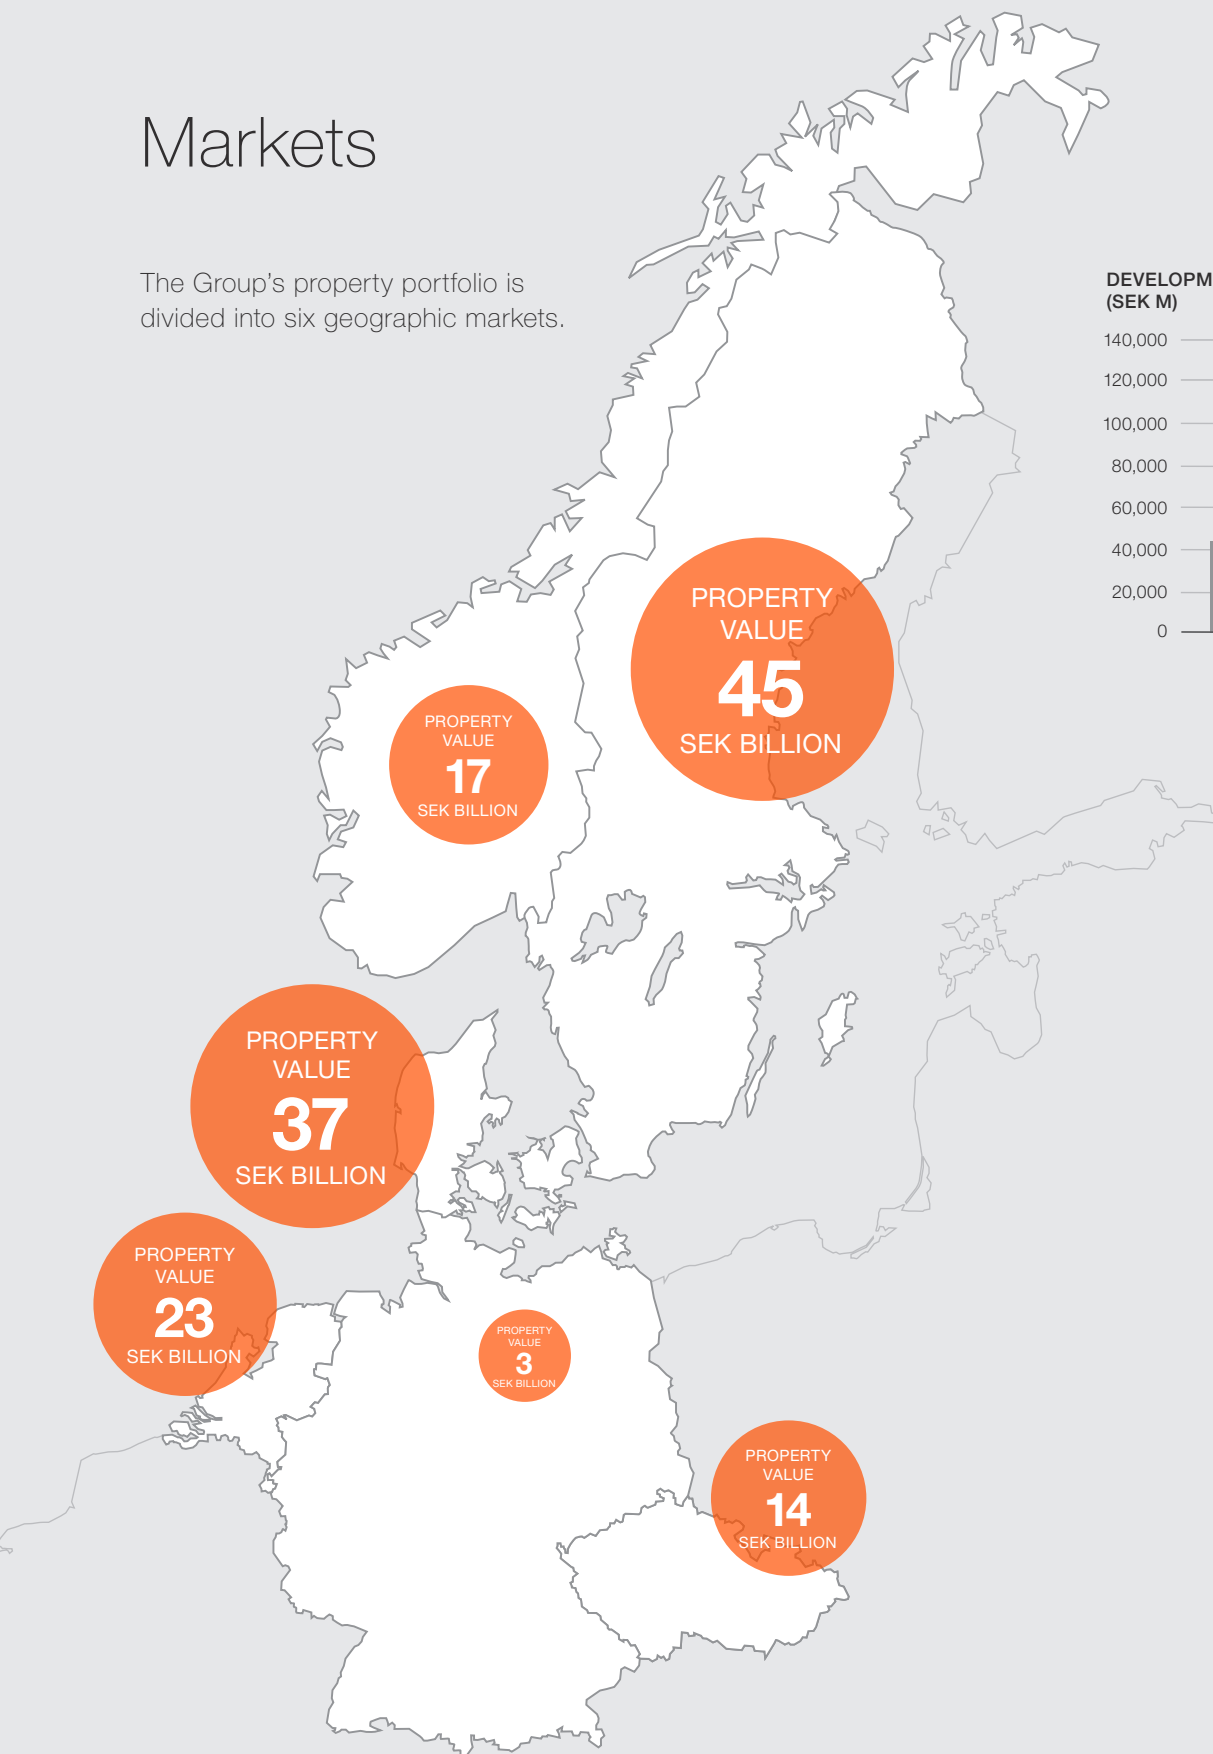 Markets
The Group's property portfolio is
divided into six geographic markets.
DEVELOPM
(SEK M)
140,000
120,000
100,000
80,000
60,000
40,000
20,000
0
PROPERTY
VALUE
45
SEK BILLION
PROPERTY
VALUE
17
SEK BILLION
PROPERTY
VALUE
37
SEK BILLION
PROPERTY
VALUE
23
SEK BILLION
PROPERTY
VALUE
3
SEK BILLION
PROPERTY
VALUE
14
SEK BILLION